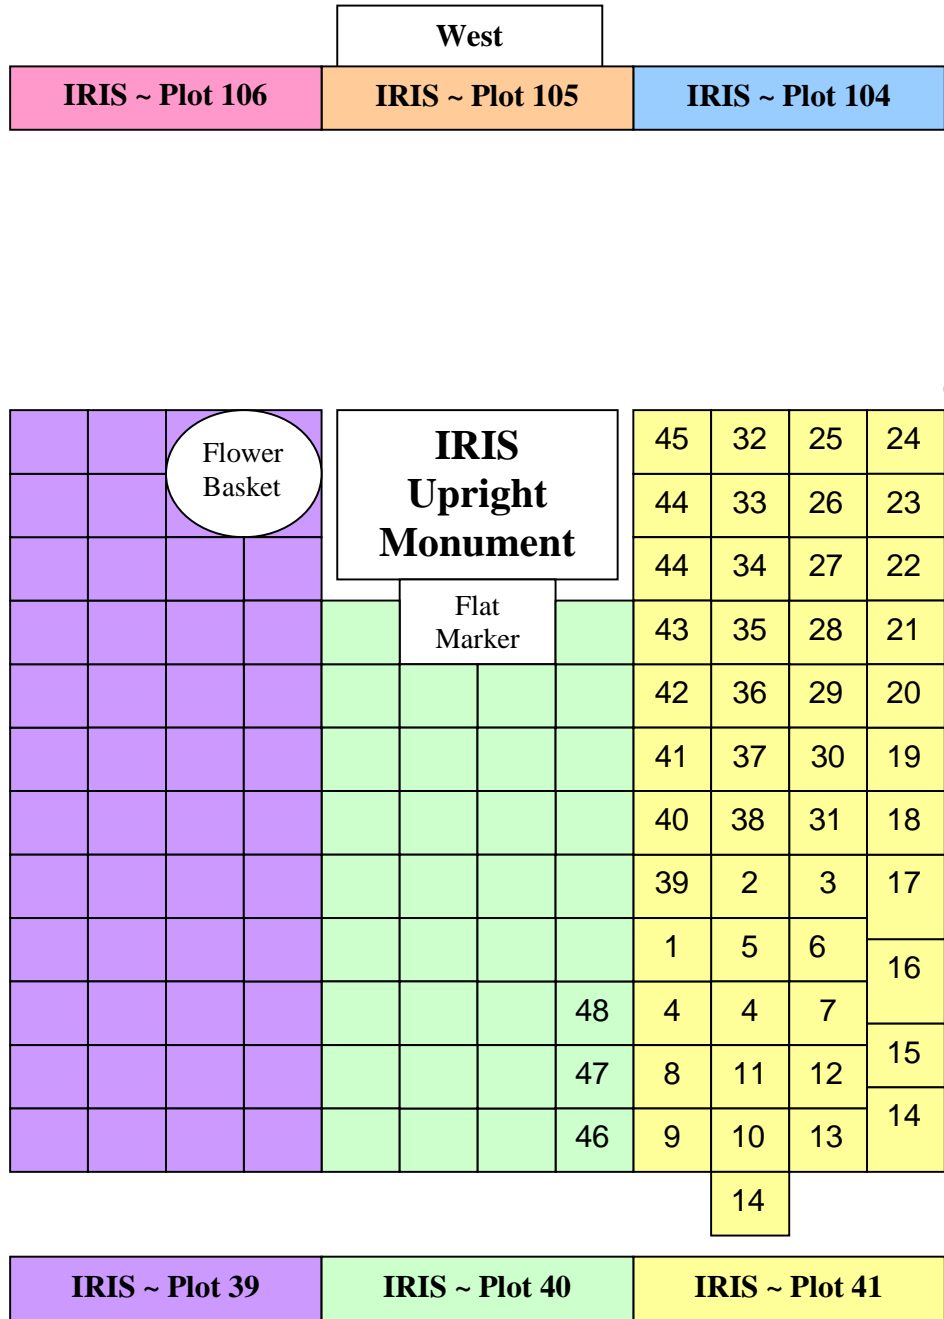 West
IRIS ~ Plot 106 IRIS ~ Plot 105 IRIS ~ Plot 104
Flower
Basket
IRIS
Upright
Monument
Flat
Marker
45 32 25 24
44 33 26 23
44 34 27 22
43 35 28 21
42 36 29 20
41 37 30 19
40 38 31 18
39 2 3 17
1 5 6 16
48 4 4 7
47 8 11 12 15
46 9 10 13 14
14
IRIS ~ Plot 39 IRIS ~ Plot 40 IRIS ~ Plot 41